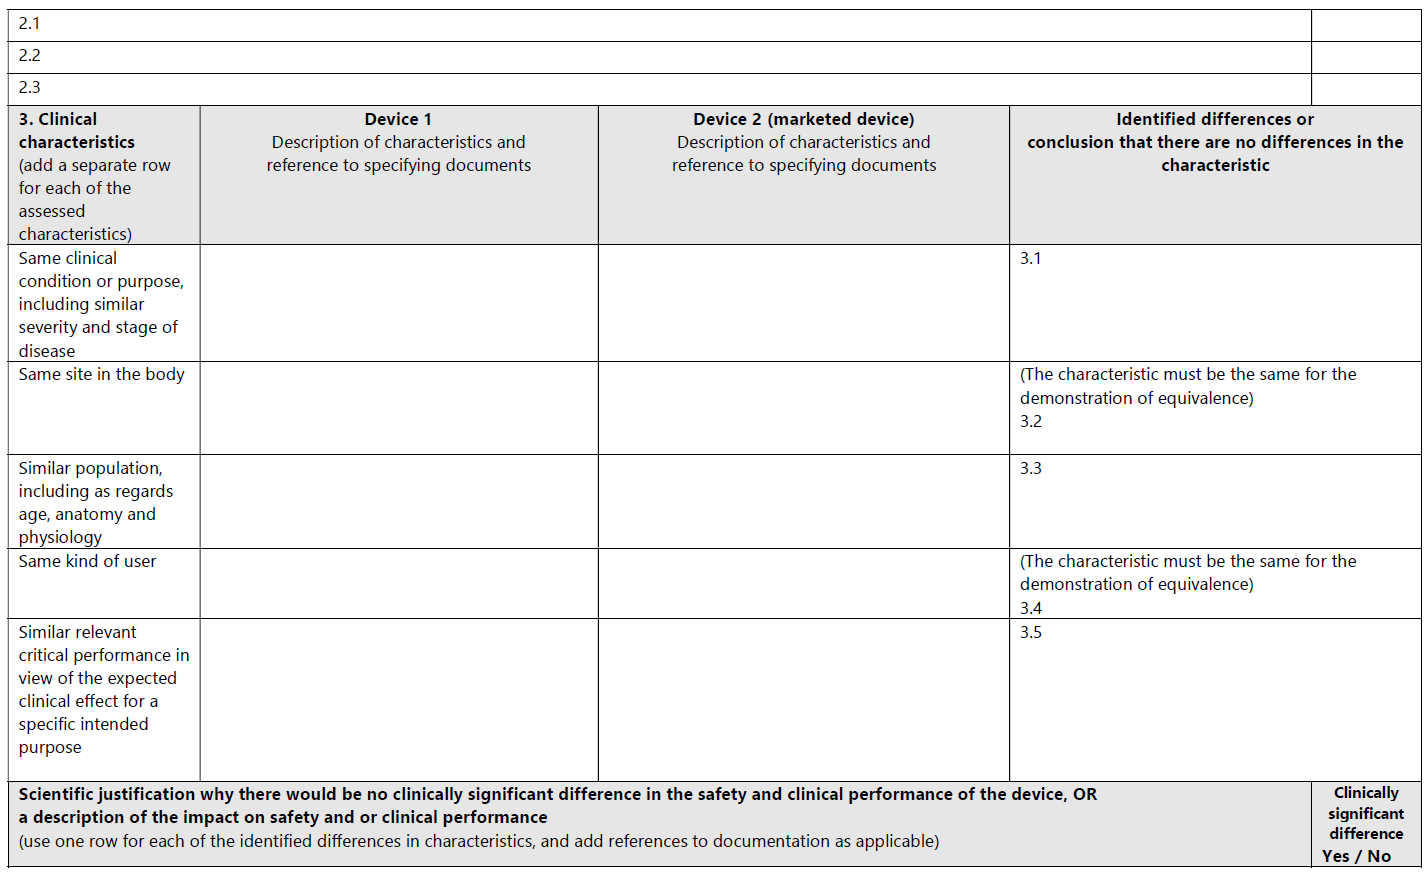 2.1
2.2
2.3
3. Clinical
characteristics
(add a separate row
for each of the
assessed
characteristics)
Device 1
Description of characteristics and
reference to specifying documents
Device 2 (marketed device)
Description of characteristics and
reference to specifying documents
Identified differences or
conclusion that there are no differences in the
characteristic
Same clinical
condition or purpose,
including similar
severity and stage of
disease
3.1
Same site in the body
(The characteristic must be the same for the
demonstration of equivalence)
3.2
Similar population,
including as regards
age, anatomy and
physiology
3.3
Same kind of user
(The characteristic must be the same for the
demonstration of equivalence)
3.4
Similar relevant
critical performance in
view of the expected
clinical effect for a
specific intended
purpose
3.5
Scientific justification why there would be no clinically significant difference in the safety and clinical performance of the device, OR
a description of the impact on safety and or clinical performance
(use one row for each of the identified differences in characteristics, and add references to documentation as applicable)
Clinically
significant
difference
Yes / No